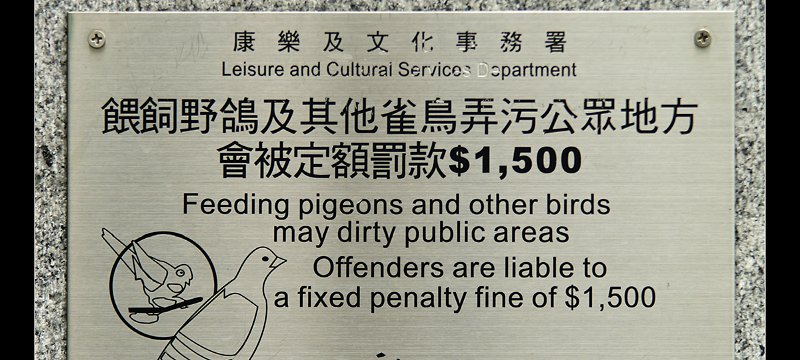 康樂及文化事務署
Leisure and Cultural Services Department
餵飼野鴿及其他雀鳥弄污公眾地方
會被定額罰款$1,500
Feeding pigeons and other birds
may dirty public areas
Offenders are liable to
a fixed penalty fine of $1,500